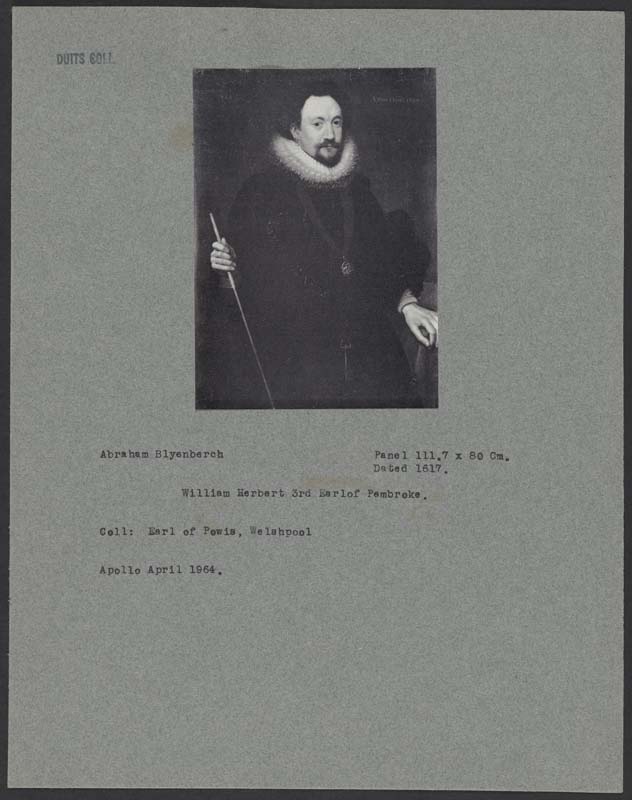 DUITS COLL.
Abraham Blyenberch
Panel 111.7 x 80 Cm.
Dated 1617.
William Herbert 3rd Earlof Pembroke.
Coll: Earl of Powis, Welshpool
Apollo April 1964.